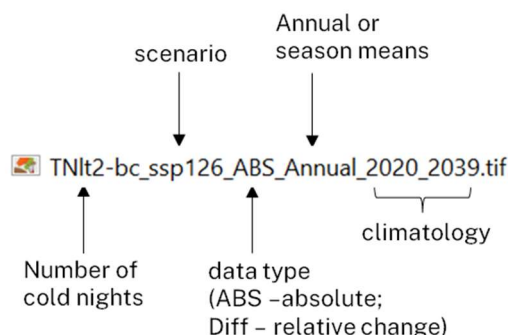 Annual or
season means
scenario
TNlt2-bc_ssp126_ABS_Annual_2020_2039.tif
climatology
Number of
cold nights
data type
(ABS –absolute;
Diff – relative change)